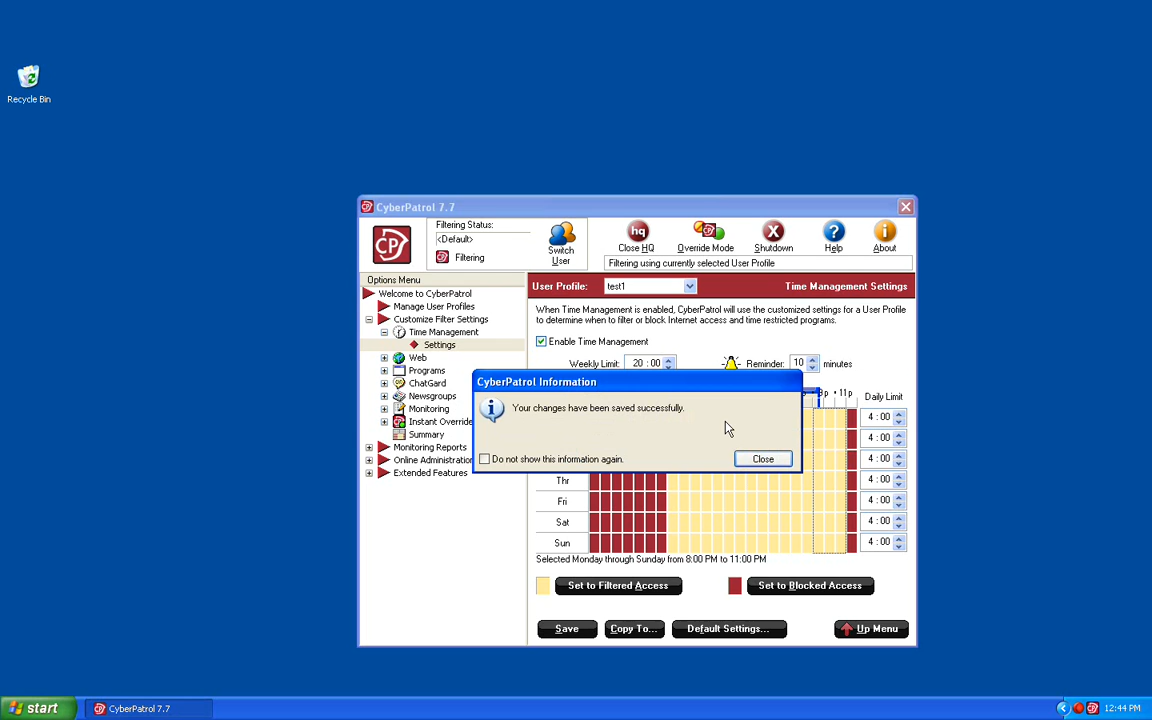 Recycle Bin
CyberPatrol 7.7
CP
Filtering Status:
<Default>
Filtering
Switch
User
hq
Close HQ
Override Mode
Shutdown
Help
About
Filtering using currently selected User Profile
Options Menu
Welcome to CyberPatrol
Manage User Profiles
Customize Filter Settings
Time Management
Settings
Web
Programs
ChatGard
Newsgroups
Monitoring
Instant Override
Summary
Monitoring Reports
Online Administration
Extended Features
User Profile:
test1
Time Management Settings
When Time Management is enabled, CyberPatrol will use the customized settings for a User Profile
to determine when to filter or block Internet access and time restricted programs.
Enable Time Management
Weekly Limit: 20 : 00
Reminder: 10 minutes
11p
Daily Limit
4 : 00
4 : 00
4 : 00
Thr 4 : 00
Fri 4 : 00
Sat 4 : 00
Sun 4 : 00
CyberPatrol Information
Your changes have been saved successfully.
Do not show this information again.
Close
Selected Monday through Sunday from 8:00 PM to 11:00 PM
Set to Filtered Access
Set to Blocked Access
Save
Copy To...
Default Settings...
Up Menu
start
CyberPatrol 7.7
12:44 PM